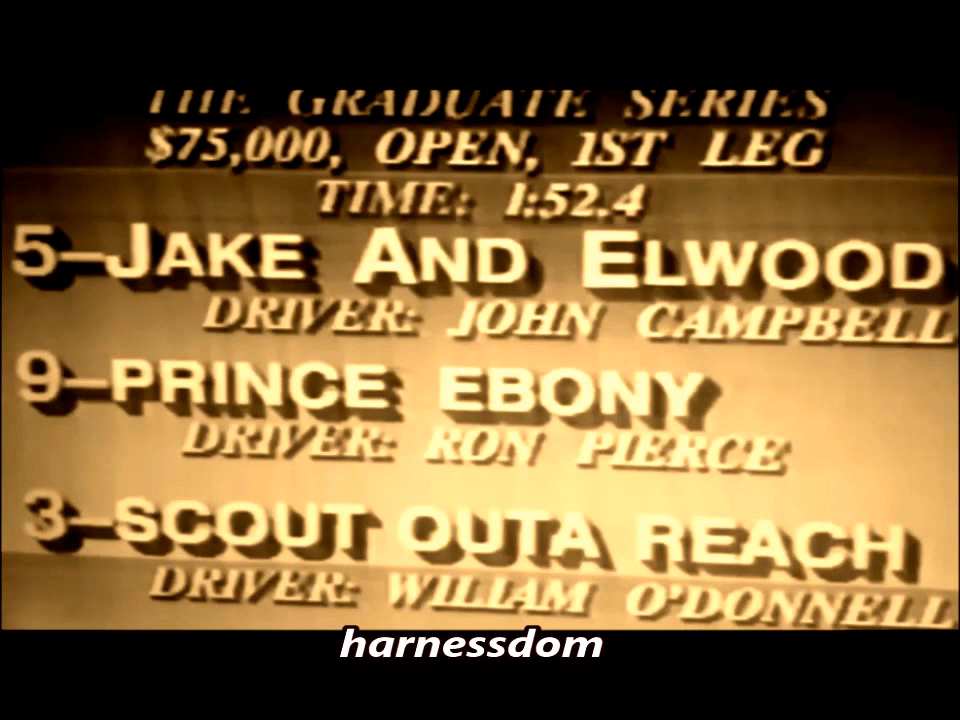 THE GRADUATE SERIES
$75,000, OPEN, 1ST LEG
TIME: 1:52.4
5–JAKE AND ELWOOD
DRIVER: JOHN CAMPBELL
9–PRINCE EBONY
DRIVER: RON PIERCE
3–SCOUT OUTA REACH
DRIVER: WILLIAM O'DONNELL
harnessdom